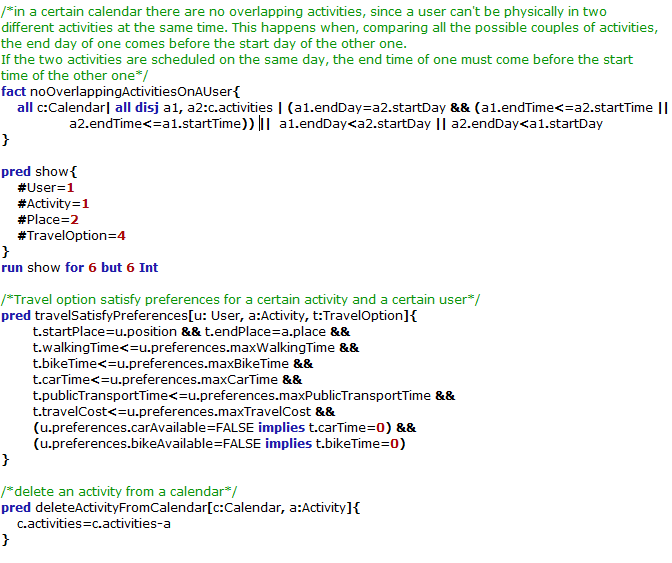 /*in a certain calendar there are no overlapping activities, since a user can't be physically in two
different activities at the same time. This happens when, comparing all the possible couples of activities,
the end day of one comes before the start day of the other one.
If the two activities are scheduled on the same day, the end time of one must come before the start
time of the other one*/
fact noOverlappingActivitiesOnAUser{
all c:Calendar| all disj a1, a2:c.activities | (a1.endDay=a2.startDay && (a1.endTime<=a2.startTime ||
a2.endTime<=a1.startTime)) || a1.endDay<a2.startDay || a2.endDay<a1.startDay
}
pred show{
#User=1
#Activity=1
#Place=2
#TravelOption=4
}
run show for 6 but 6 Int
/*Travel option satisfy preferences for a certain activity and a certain user*/
pred travelSatisfyPreferences[u: User, a:Activity, t:TravelOption]{
t.startPlace=u.position && t.endPlace=a.place &&
t.walkingTime<=u.preferences.maxWalkingTime &&
t.bikeTime<=u.preferences.maxBikeTime &&
t.carTime<=u.preferences.maxCarTime &&
t.publicTransportTime<=u.preferences.maxPublicTransportTime &&
t.travelCost<=u.preferences.maxTravelCost &&
(u.preferences.carAvailable=FALSE implies t.carTime=0) &&
(u.preferences.bikeAvailable=FALSE implies t.bikeTime=0)
}
/*delete an activity from a calendar*/
pred deleteActivityFromCalendar[c:Calendar, a:Activity]{
c.activities=c.activities-a
}